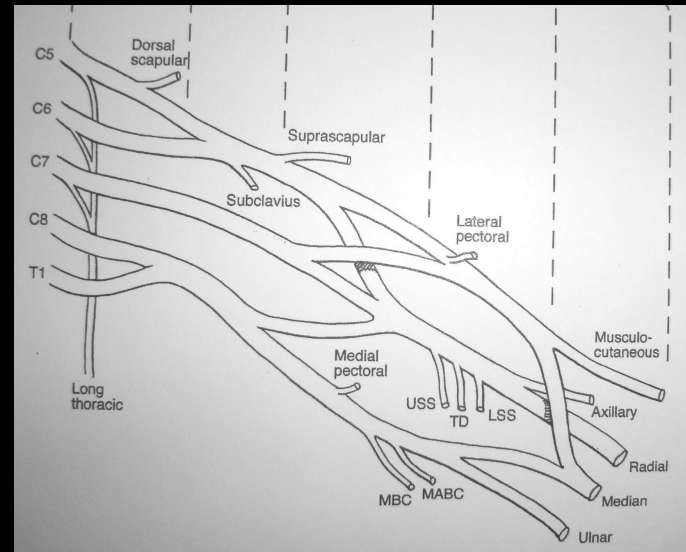 C5
Dorsal
scapular
C6
Suprascapular
C7
Subclavius
C8
Lateral
pectoral
T1
Musculo-
cutaneous
Medial
pectoral
Long
thoracic
USS
TD
LSS
Axillary
Radial
MBC
MABC
Median
Ulnar